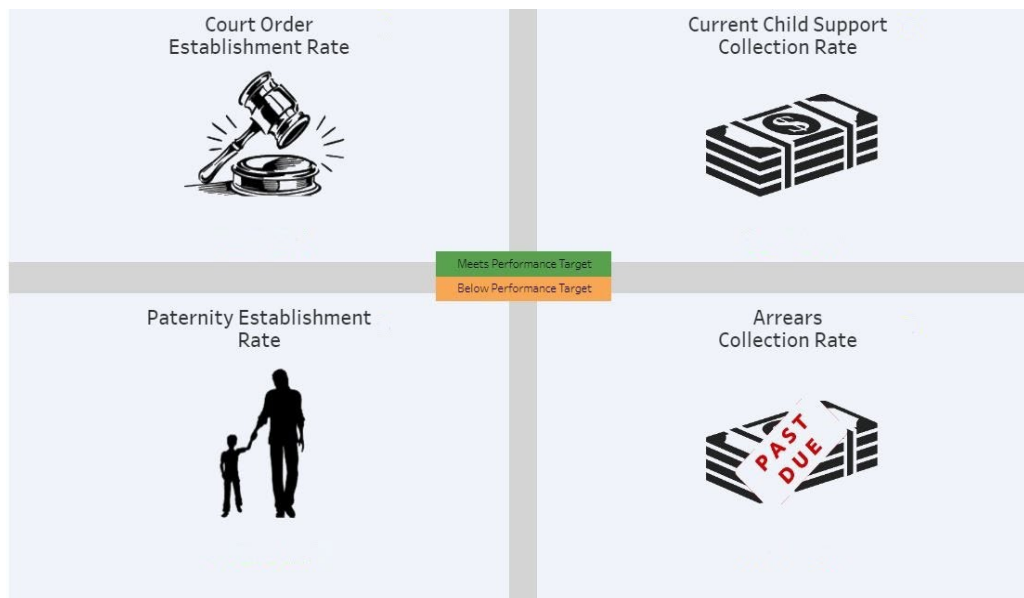 Court Order
Establishment Rate
Current Child Support
Collection Rate
$
Meets Performance Target
Below Performance Target
Paternity Establishment
Rate
Arrears
Collection Rate
PAST
DUE